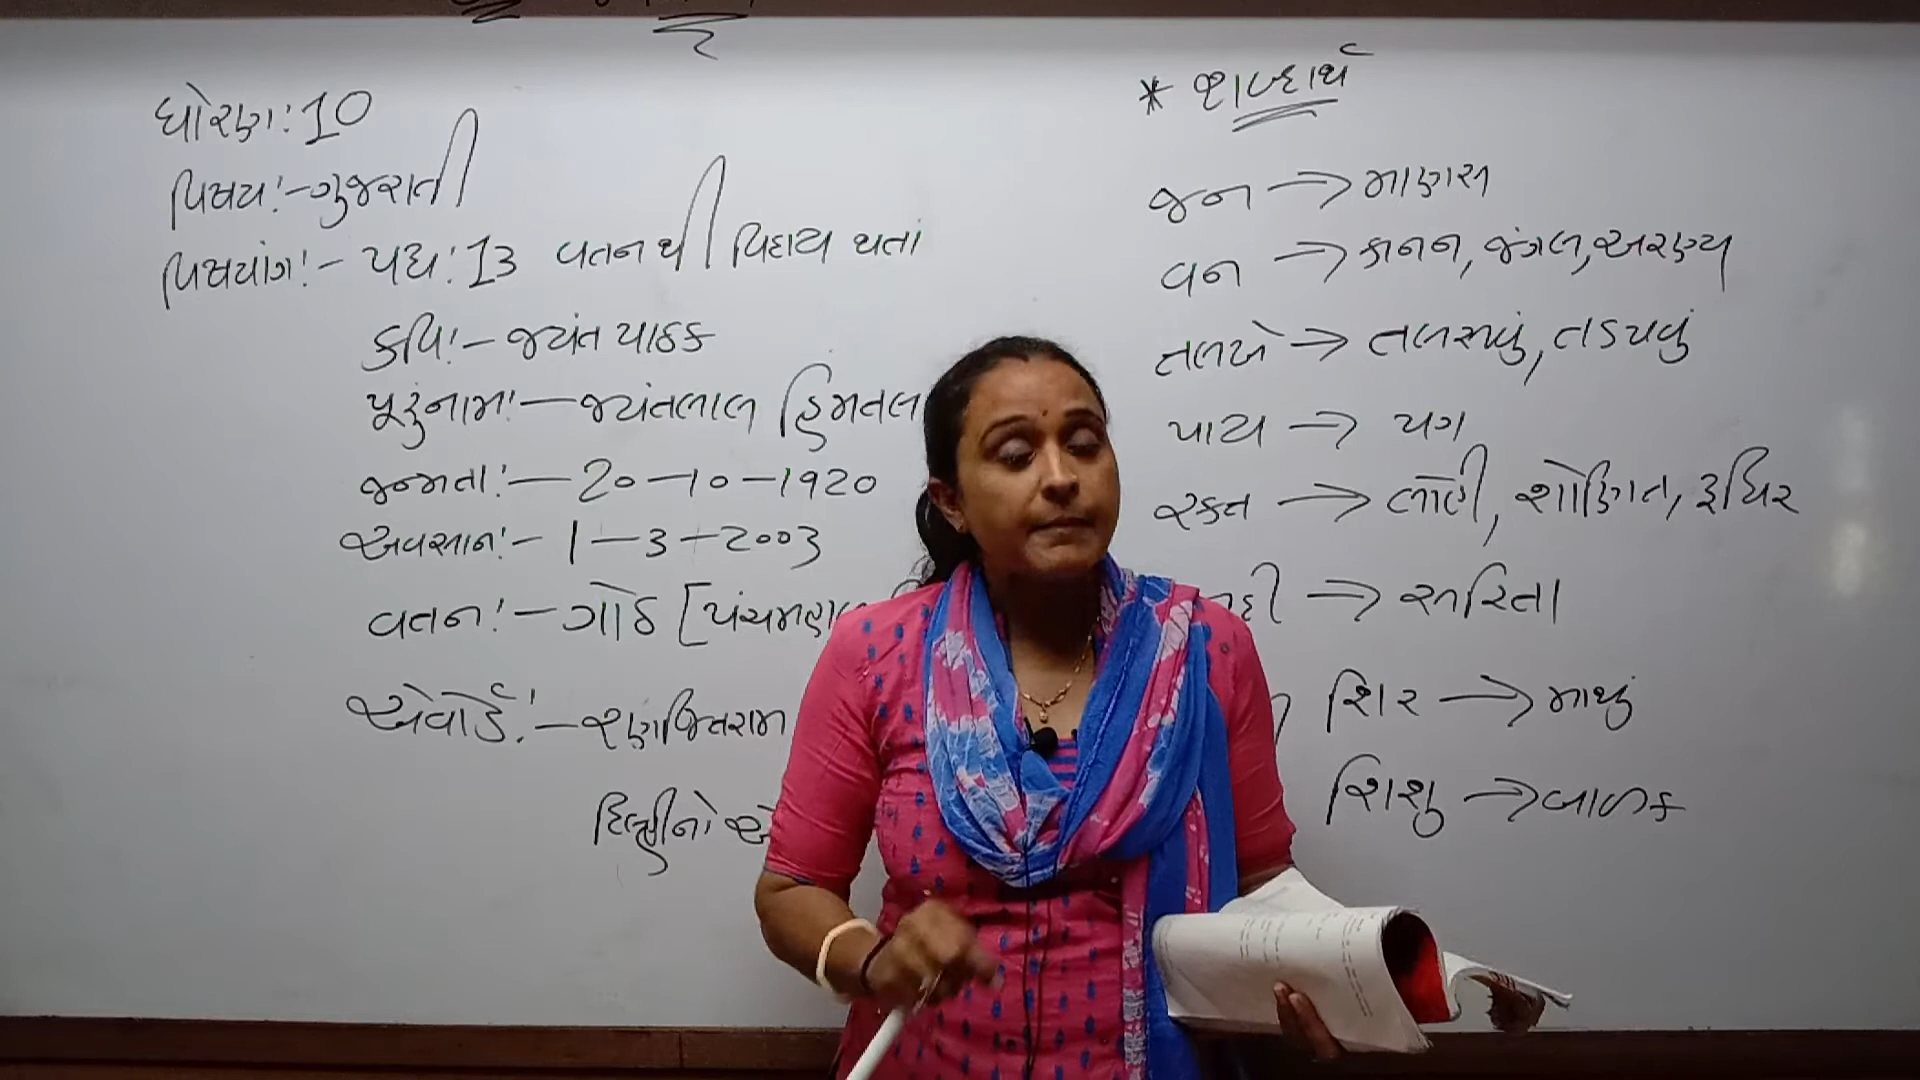 ધોરણ:10
વિષય:-ગુજરાતી
વિષયાંગ:- પદ્ય:13 વતનથી વિદાય થતાં
કવિ:- જયંત પાઠક
પૂરુંનામ:- જયંતલાલ હિંમતલ
જન્મતા:- 20-10-1920
અવસાન:- 1-3-2003
વતન:- ગોઠ [પંચમહાલ
એવોર્ડ:- રણજિતરામ
દિલ્હીનો
* શબ્દાર્થ
જન → માણસ
વન → કાનન, જંગલ, અરણ્ય
તલખે → તલસવું, તડપવું
પાય → પગ
રક્ત → લોહી, શોણિત, રૂધિર
દી → સરિતા
શિર → માથું
શિશુ → બાળક